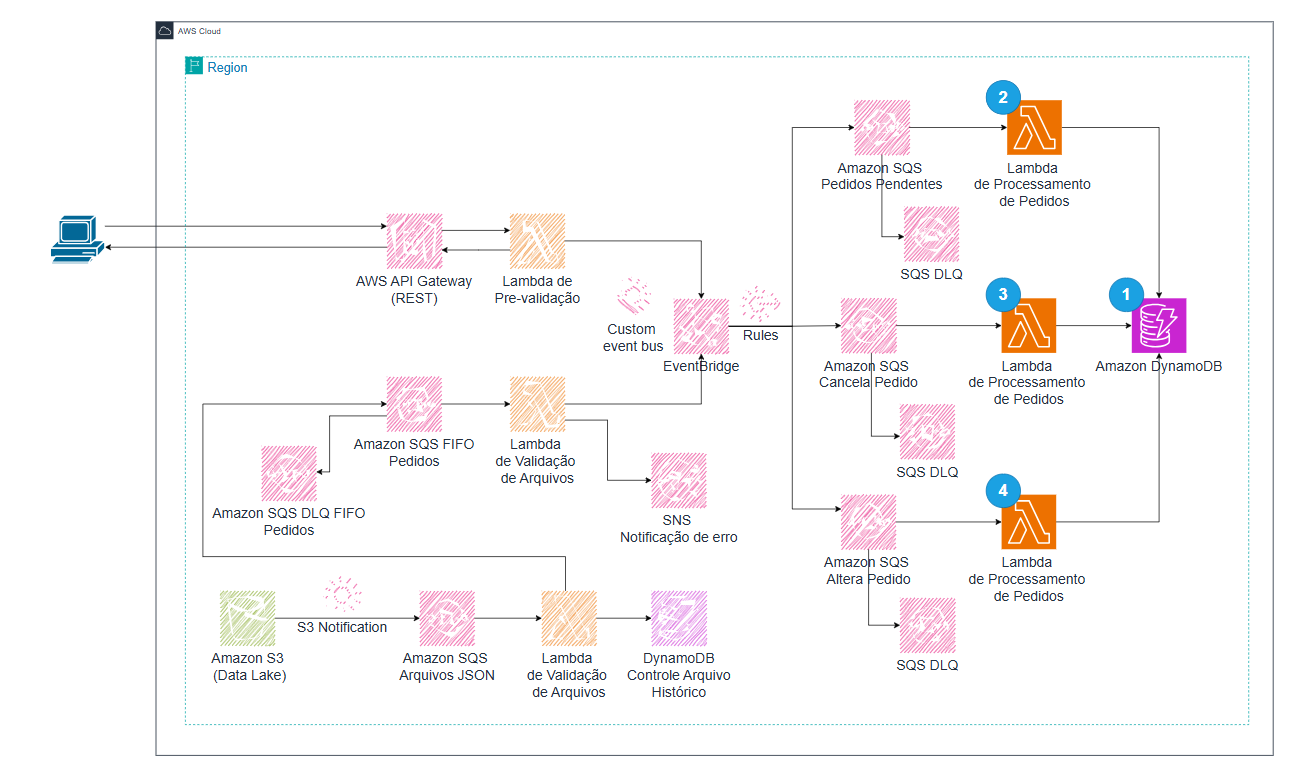 AWS Cloud
Region
2
Amazon SQS
Pedidos Pendentes
Lambda
de Processamento
de Pedidos
SQS DLQ
AWS API Gateway
(REST)
Lambda de
Pre-validação
Custom
event bus
EventBridge
Rules
3
1
Amazon SQS
Cancela Pedido
Lambda
de Processamento
de Pedidos
Amazon DynamoDB
SQS DLQ
Amazon SQS FIFO
Pedidos
Lambda
de Validação
de Arquivos
Amazon SQS DLQ FIFO
Pedidos
SNS
Notificação de erro
4
Amazon SQS
Altera Pedido
Lambda
de Processamento
de Pedidos
SQS DLQ
S3 Notification
Amazon S3
(Data Lake)
Amazon SQS
Arquivos JSON
Lambda
de Validação
de Arquivos
DynamoDB
Controle Arquivo
Histórico